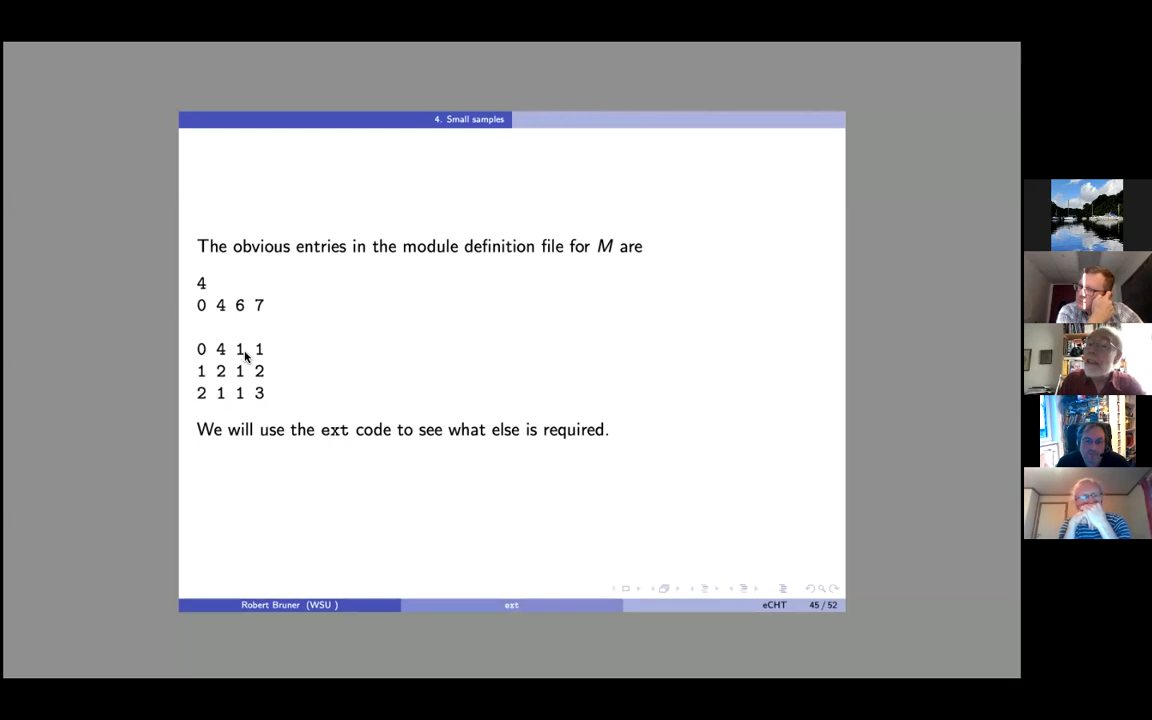 4. Small samples
The obvious entries in the module definition file for M are
4
0 4 6 7
0 4 1 1
1 2 1 2
2 1 1 3
We will use the ext code to see what else is required.
Robert Bruner (WSU ) ext eCHT 45 / 52